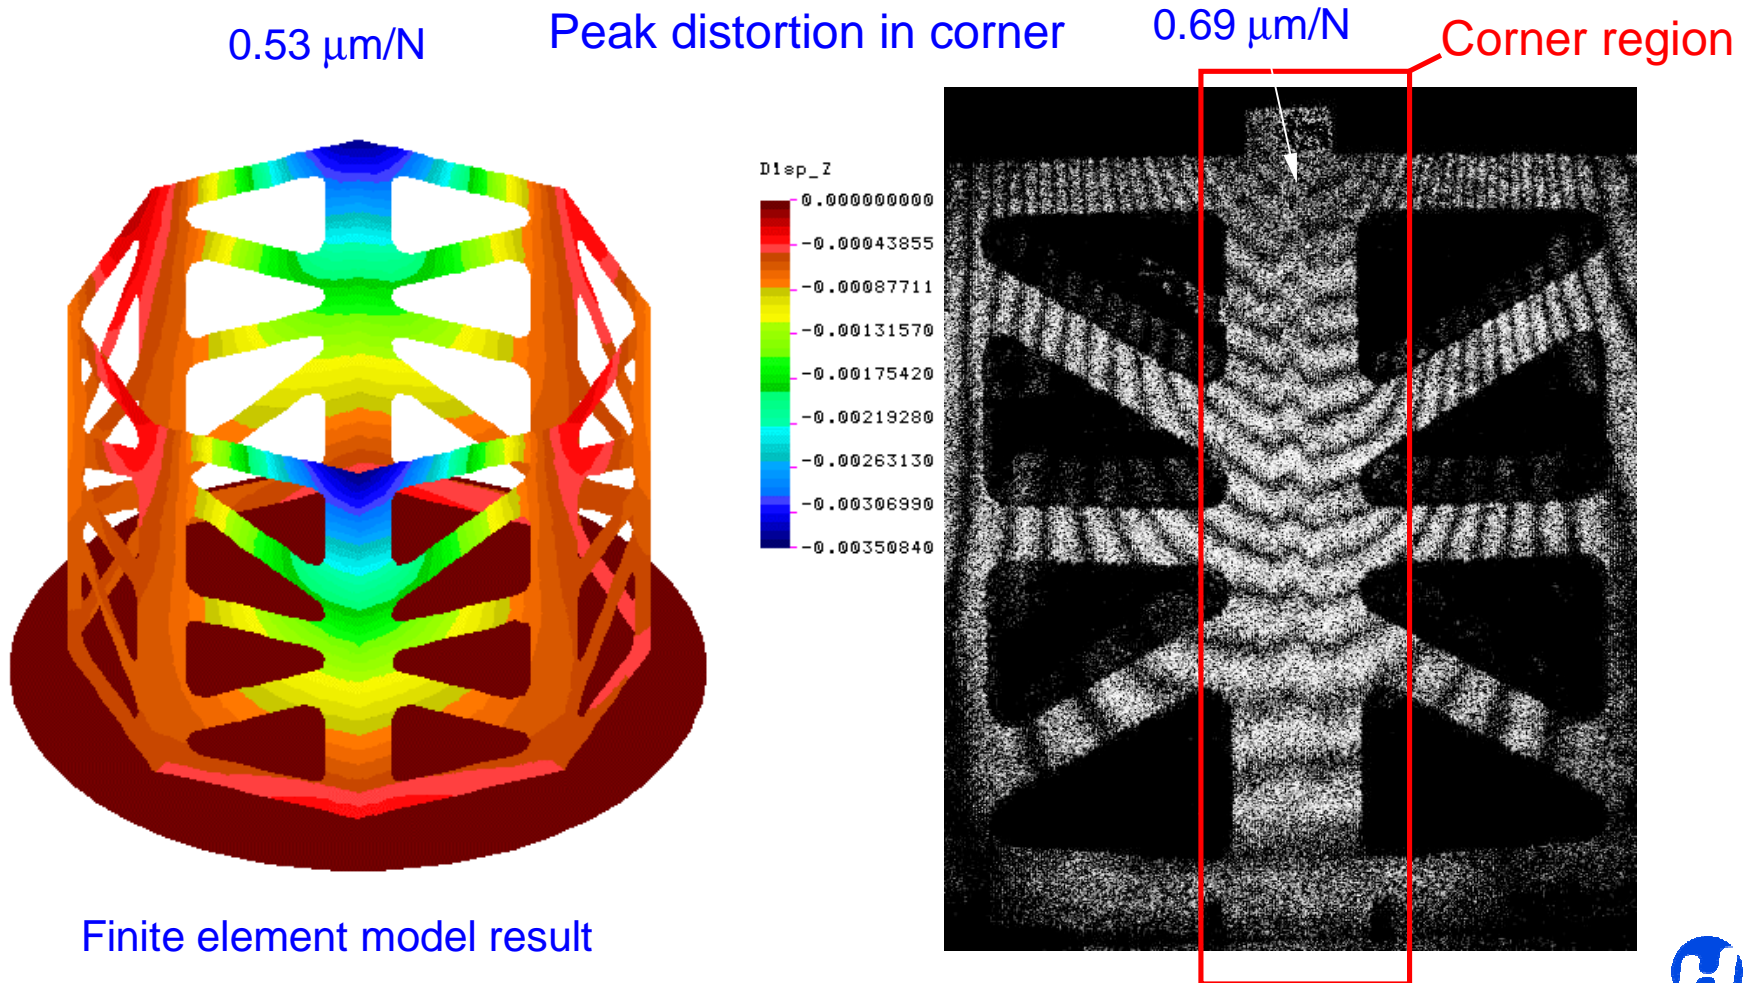 0.53 μm/N
Peak distortion in corner
0.69 μm/N
Corner region
Disp_Z
0.000000000
-0.00043855
-0.00087711
-0.00131570
-0.00175420
-0.00219280
-0.00263130
-0.00306990
-0.00350840
Finite element model result